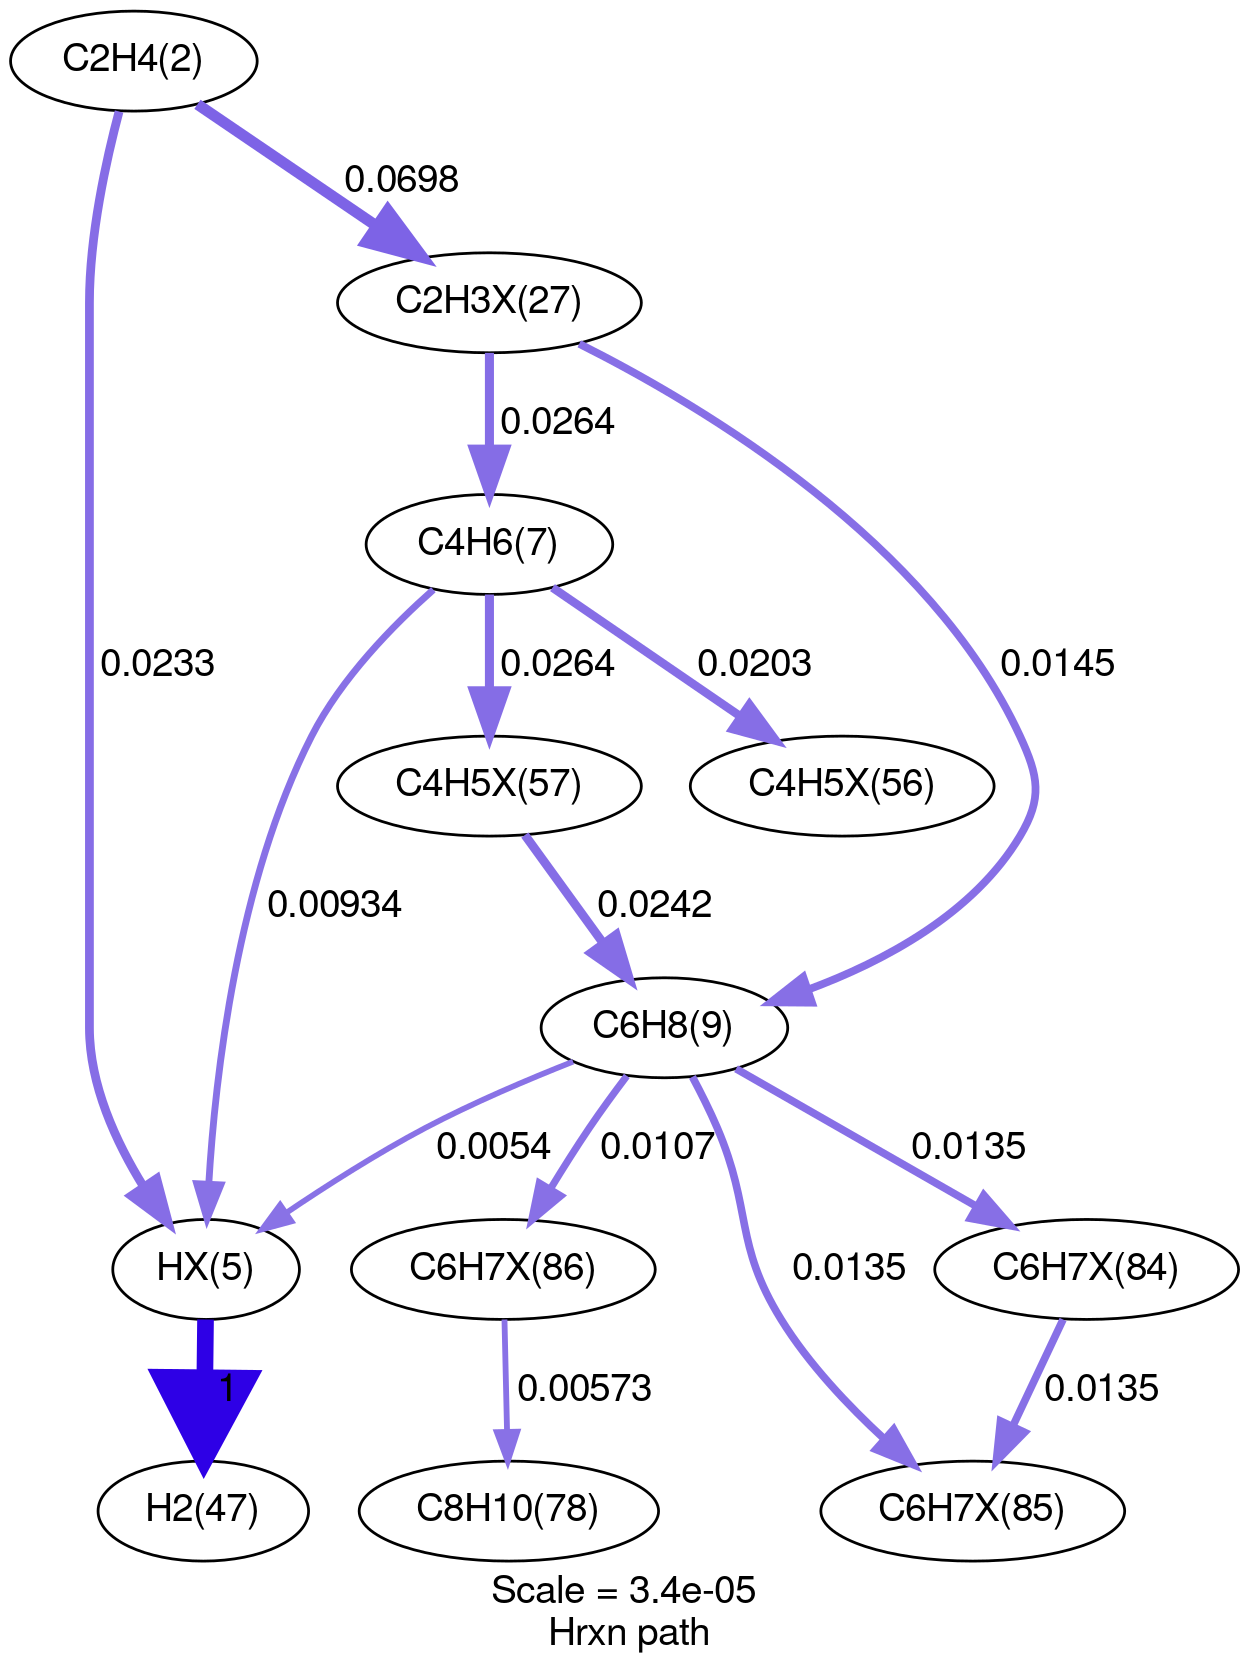 C2H4(2)
0.0698
C2H3X(27)
0.0264
C4H6(7)
0.0233
0.0264
0.0203
0.0145
C4H5X(57)
C4H5X(56)
0.00934
0.0242
C6H8(9)
0.0054
0.0107
0.0135
0.0135
HX(5)
C6H7X(86)
C6H7X(84)
1
0.00573
0.0135
H2(47)
C8H10(78)
C6H7X(85)
Scale = 3.4e-05
Hrxn path